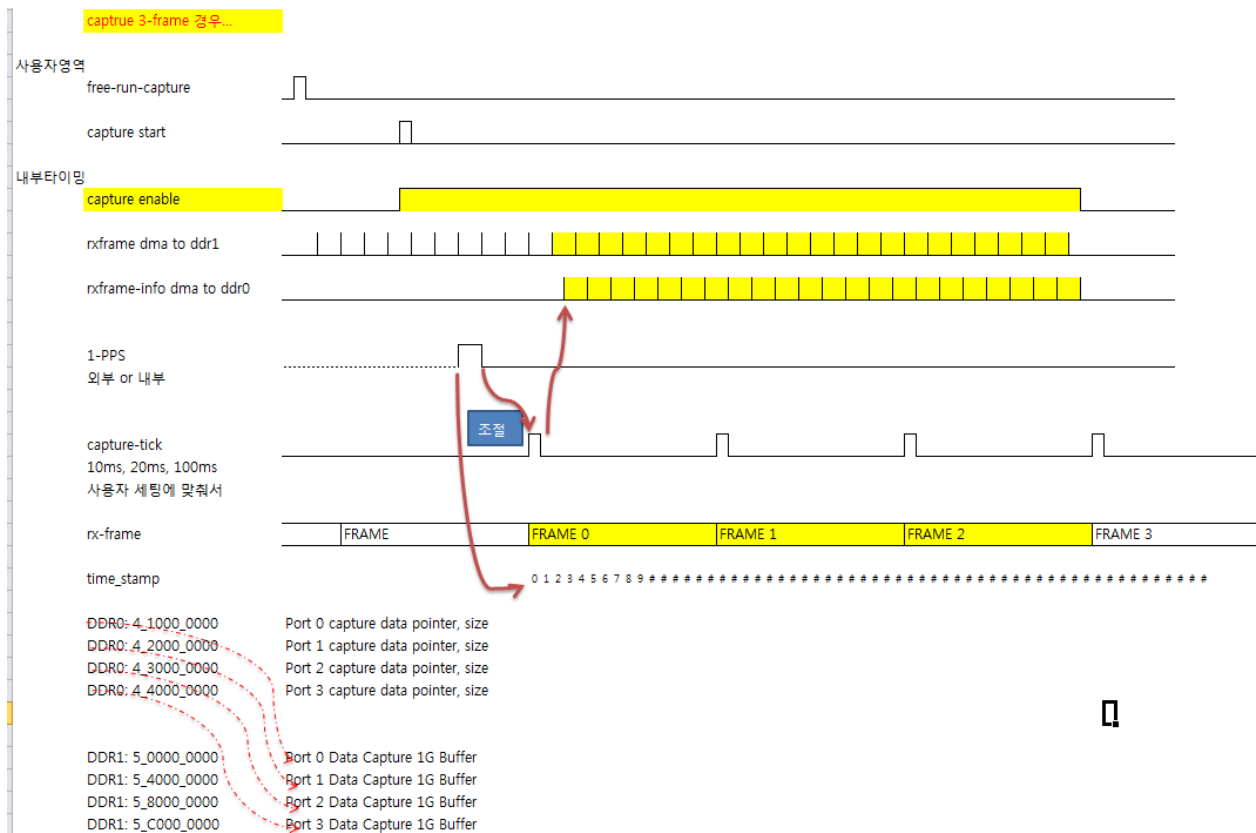 captrue 3-frame 경우...
사용자영역
free-run-capture
capture start
내부타이밍
capture enable
rxframe dma to ddr1
rxframe-info dma to ddr0
1-PPS
외부 or 내부
조절
capture-tick
10ms, 20ms, 100ms
사용자 세팅에 맞춰서
rx-frame FRAME FRAME 0 FRAME 1 FRAME 2 FRAME 3
time_stamp 0 1 2 3 4 5 6 7 8 9 # # # # # # # # # # # # # # # # # # # # # # # # # # # # # # # # # # # # # # # # # # # # # # # #
DDR0: 4_1000_0000 Port 0 capture data pointer, size
DDR0: 4_2000_0000 Port 1 capture data pointer, size
DDR0: 4_3000_0000 Port 2 capture data pointer, size
DDR0: 4_4000_0000 Port 3 capture data pointer, size
DDR1: 5_0000_0000 Port 0 Data Capture 1G Buffer
DDR1: 5_4000_0000 Port 1 Data Capture 1G Buffer
DDR1: 5_8000_0000 Port 2 Data Capture 1G Buffer
DDR1: 5_C000_0000 Port 3 Data Capture 1G Buffer